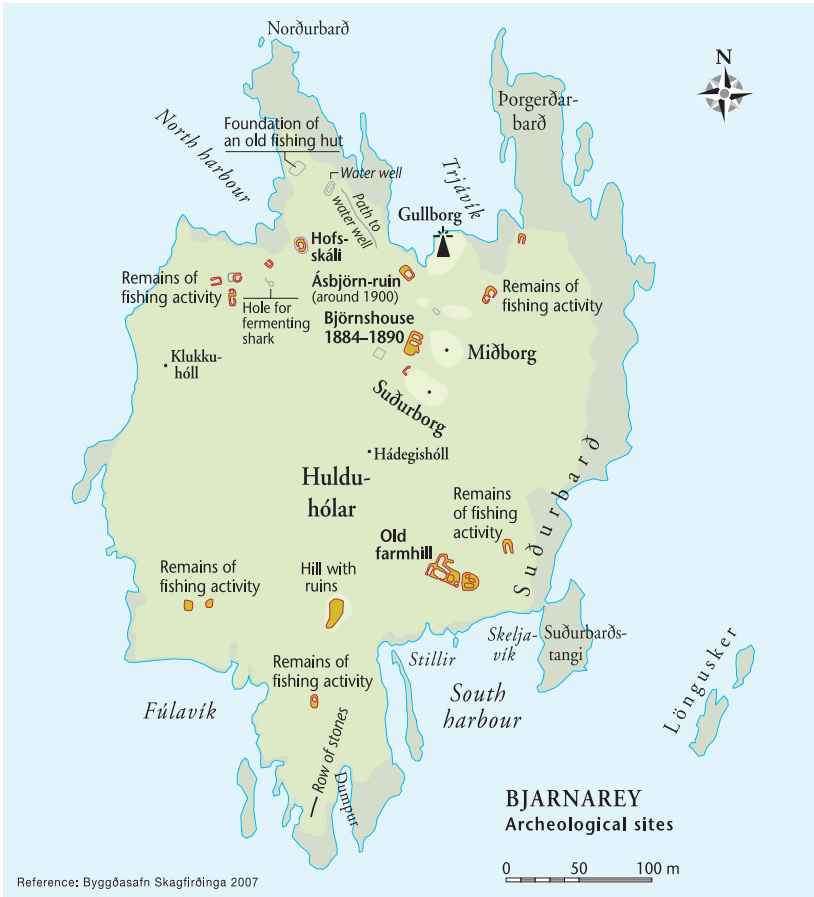 Norðurbarð
N
Þorgerðar-
barð
North harbour
Foundation of
an old fishing hut
Water well
Path to
water well
Trjávík
Gullborg
Hofs-
skáli
Remains of
fishing activity
Ásbjörn-ruin
(around 1900)
Remains of
fishing activity
Hole for
fermenting
shark
Björnshouse
1884–1890
Klukku-
hóll
Miðborg
Suðurborg
Hádegishóll
Suðurbarð
Huldu-
hólar
Remains
of fishing
activity
Old
farmhill
Remains of
fishing activity
Hill with
ruins
Skelja-
vík
Suðurbarðs-
tangi
Stillir
Remains of
fishing activity
South
harbour
Fúlavík
Löngusker
Row of stones
Dumpur
BJARNAREY
Archeological sites
0 50 100 m
Reference: Byggðasafn Skagfirðinga 2007